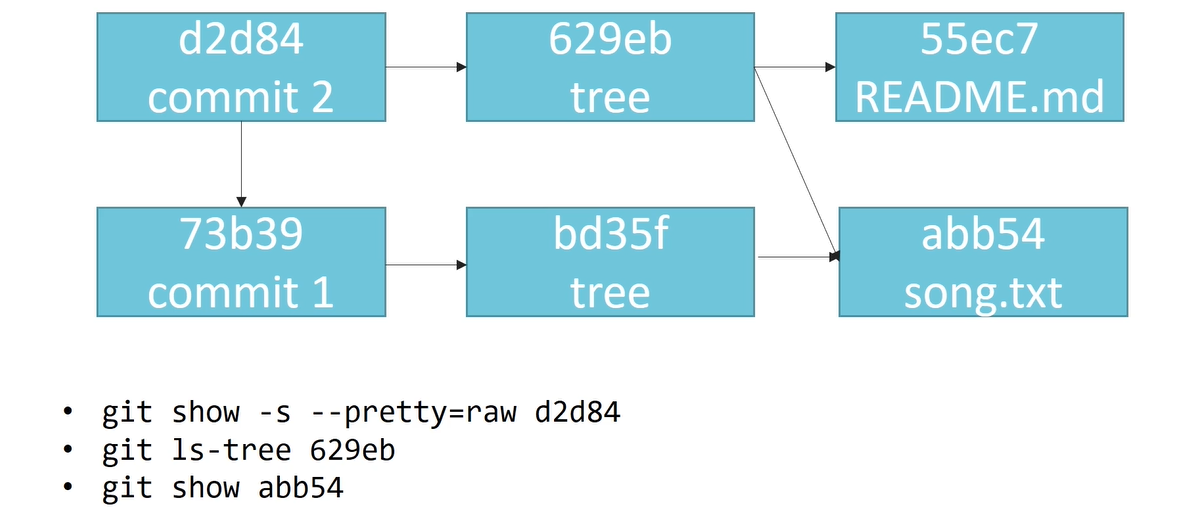 d2d84
commit 2
629eb
tree
55ec7
README.md
73b39
commit 1
bd35f
tree
abb54
song.txt
• git show -s --pretty=raw d2d84
• git ls-tree 629eb
• git show abb54